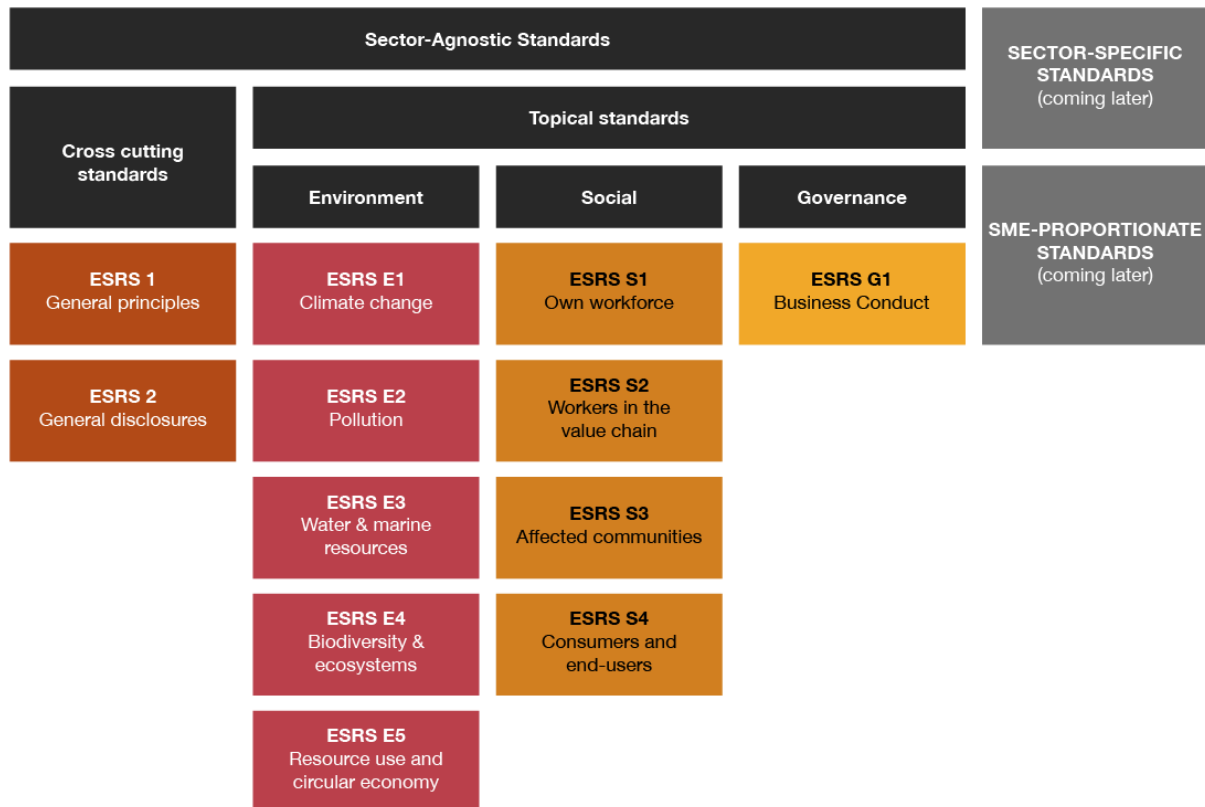 Sector-Agnostic Standards
SECTOR-SPECIFIC
STANDARDS
(coming later)
Cross cutting
standards
Topical standards
Environment
Social
Governance
SME-PROPORTIONATE
STANDARDS
(coming later)
ESRS 1
General principles
ESRS E1
Climate change
ESRS S1
Own workforce
ESRS G1
Business Conduct
ESRS 2
General disclosures
ESRS E2
Pollution
ESRS S2
Workers in the
value chain
ESRS E3
Water & marine
resources
ESRS S3
Affected communities
ESRS E4
Biodiversity &
ecosystems
ESRS S4
Consumers and
end-users
ESRS E5
Resource use and
circular economy